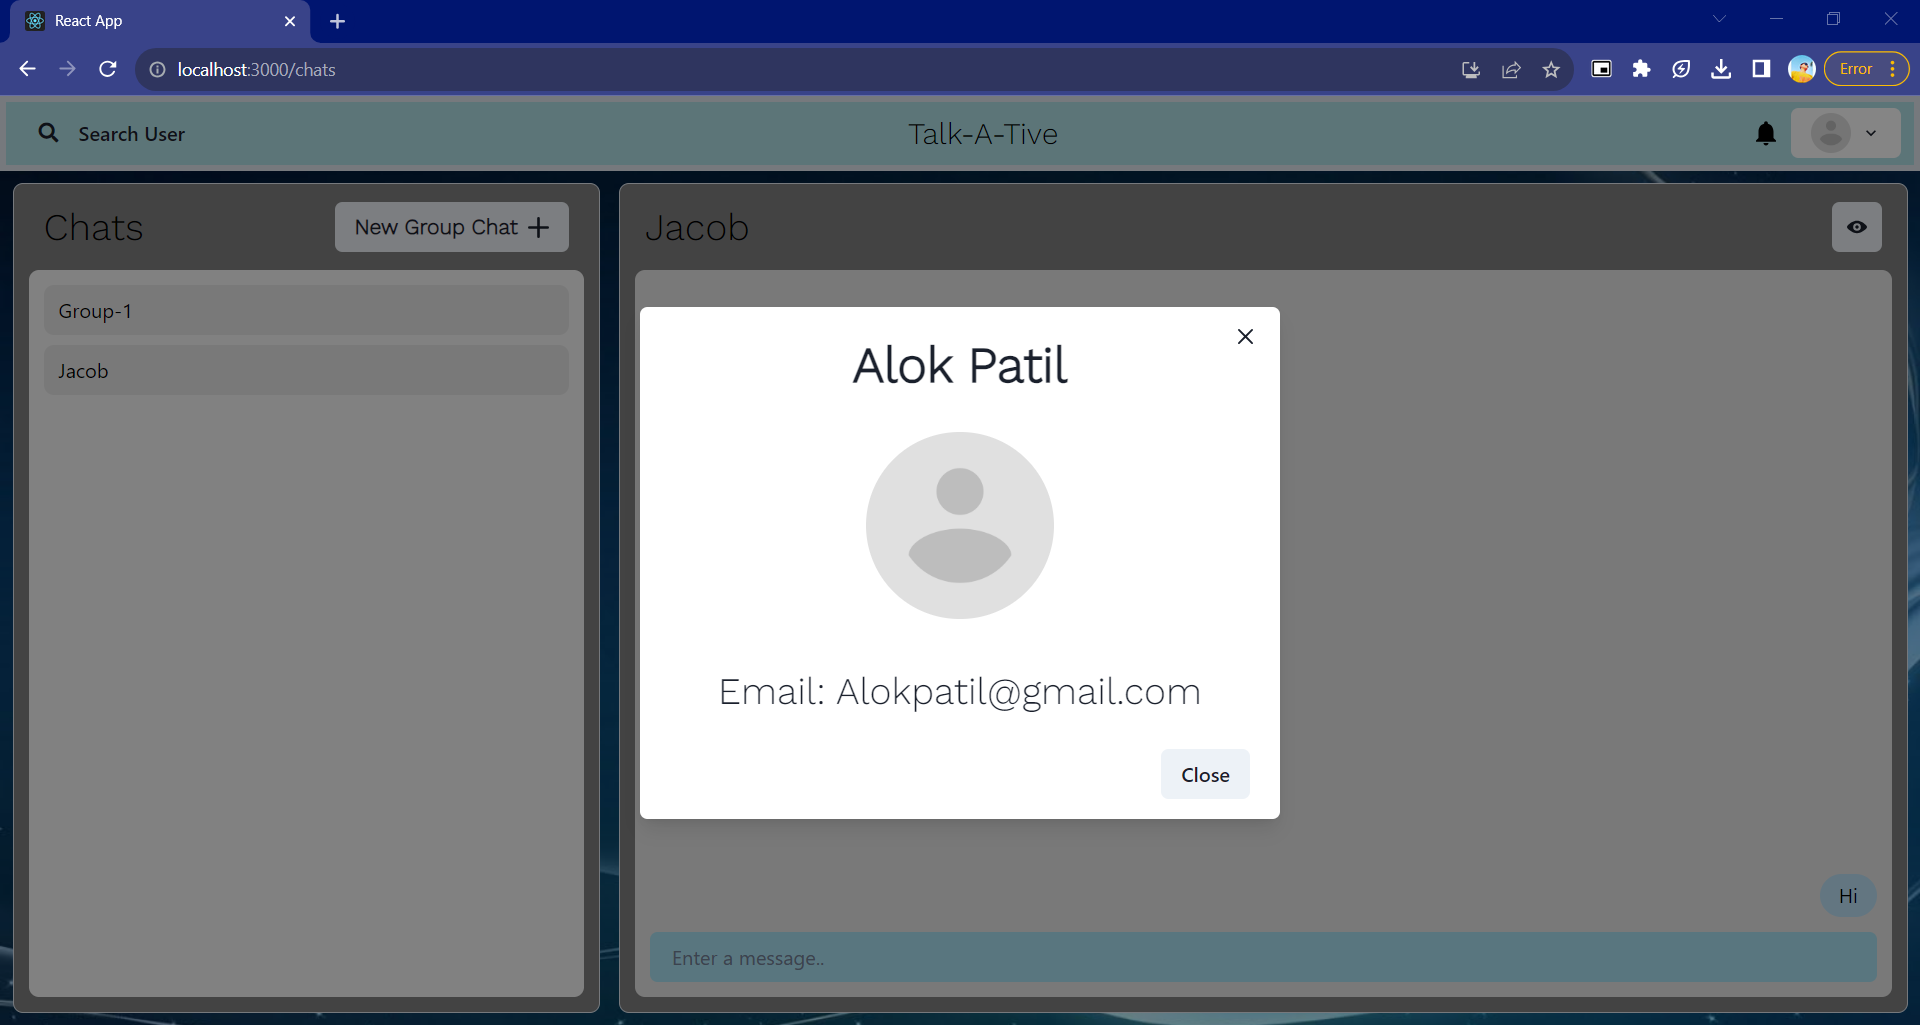 React App
localhost:3000/chats
Error
Search User
Talk-A-Tive
Chats
New Group Chat
Jacob
Group-1
Jacob
Alok Patil
Email: Alokpatil@gmail.com
Close
Hi
Enter a message..